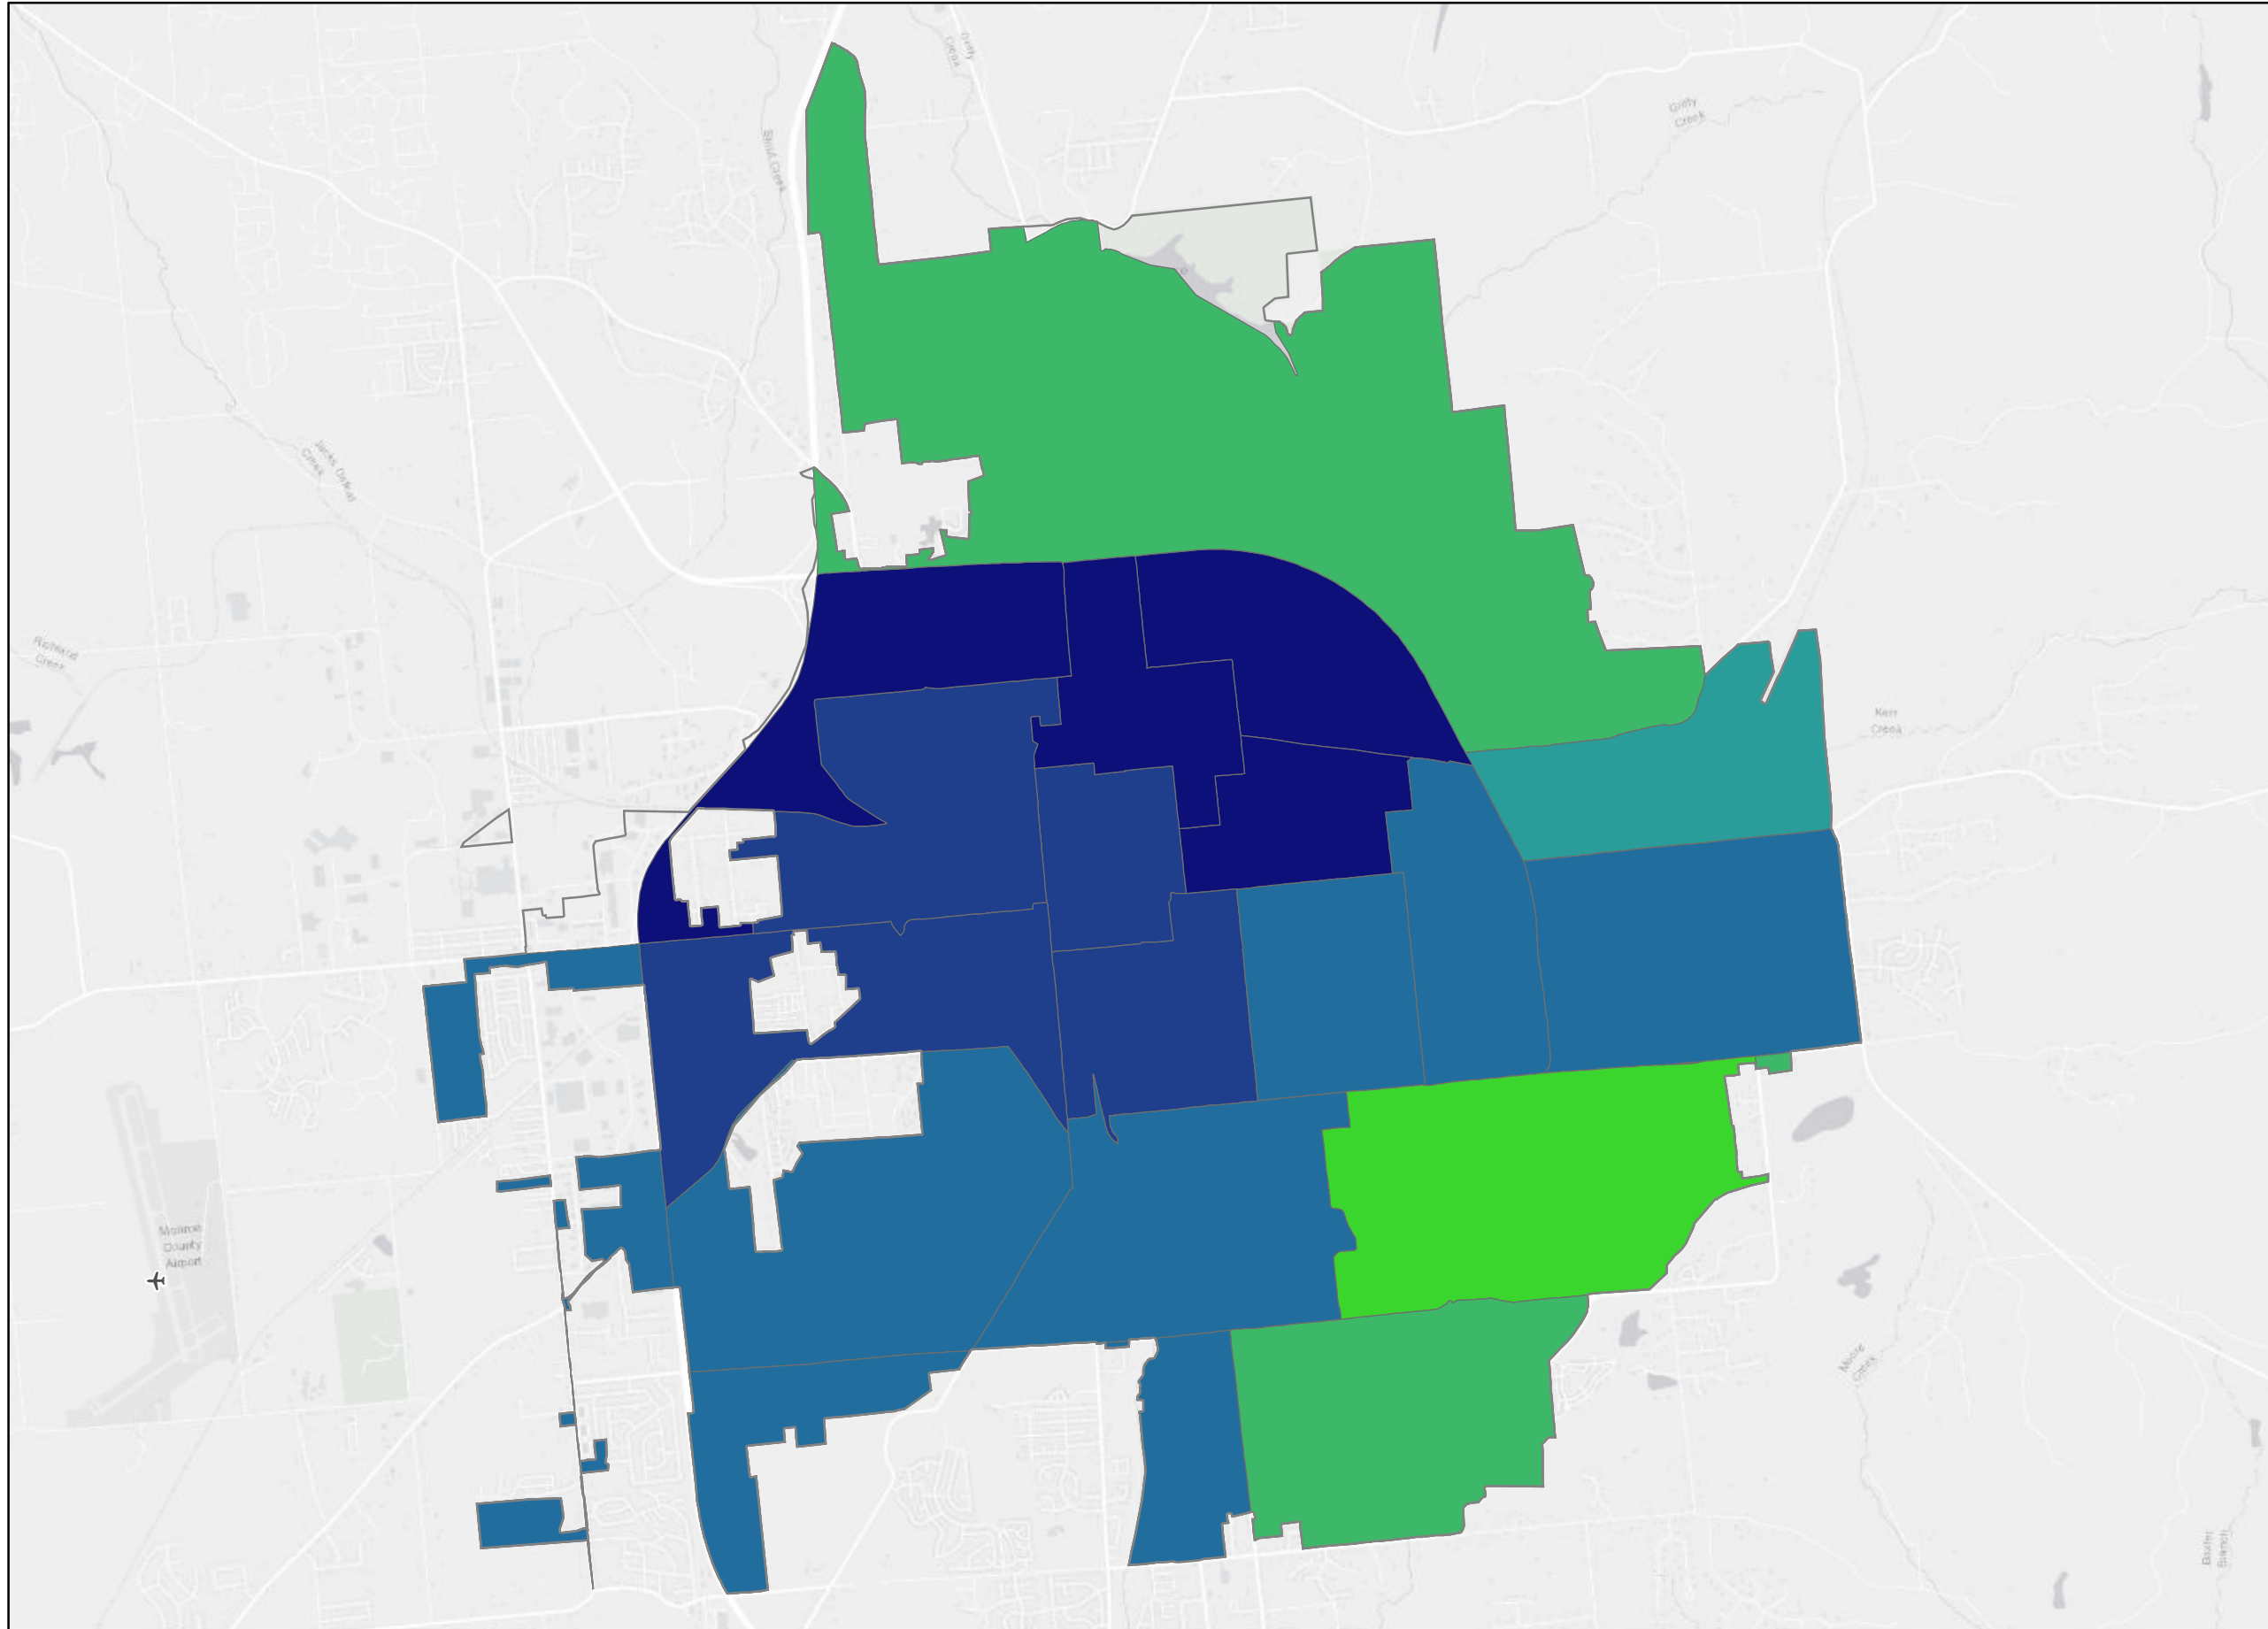 Griffy
Creek
Stout Creek
Griffy
Creek
Jacks Defeat
Creek
Richland
Creek
Kerr
Creek
Monroe
County
Airport
Moore
Creek
Baxter
Branch